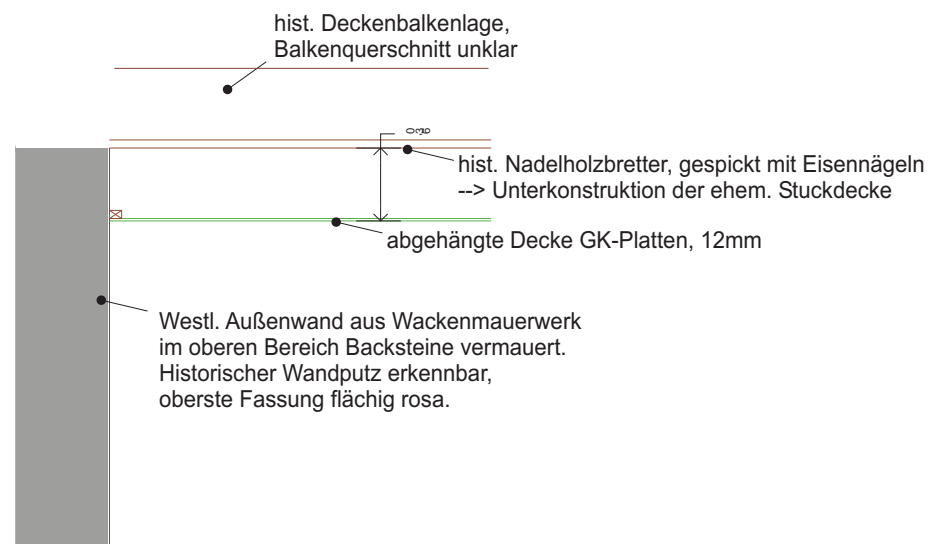 hist. Deckenbalkenlage,
Balkenquerschnitt unklar
hist. Nadelholzbretter, gespickt mit Eisennägeln
--> Unterkonstruktion der ehem. Stuckdecke
abgehängte Decke GK-Platten, 12mm
Westl. Außenwand aus Wackenmauerwerk
im oberen Bereich Backsteine vermauert.
Historischer Wandputz erkennbar,
oberste Fassung flächig rosa.